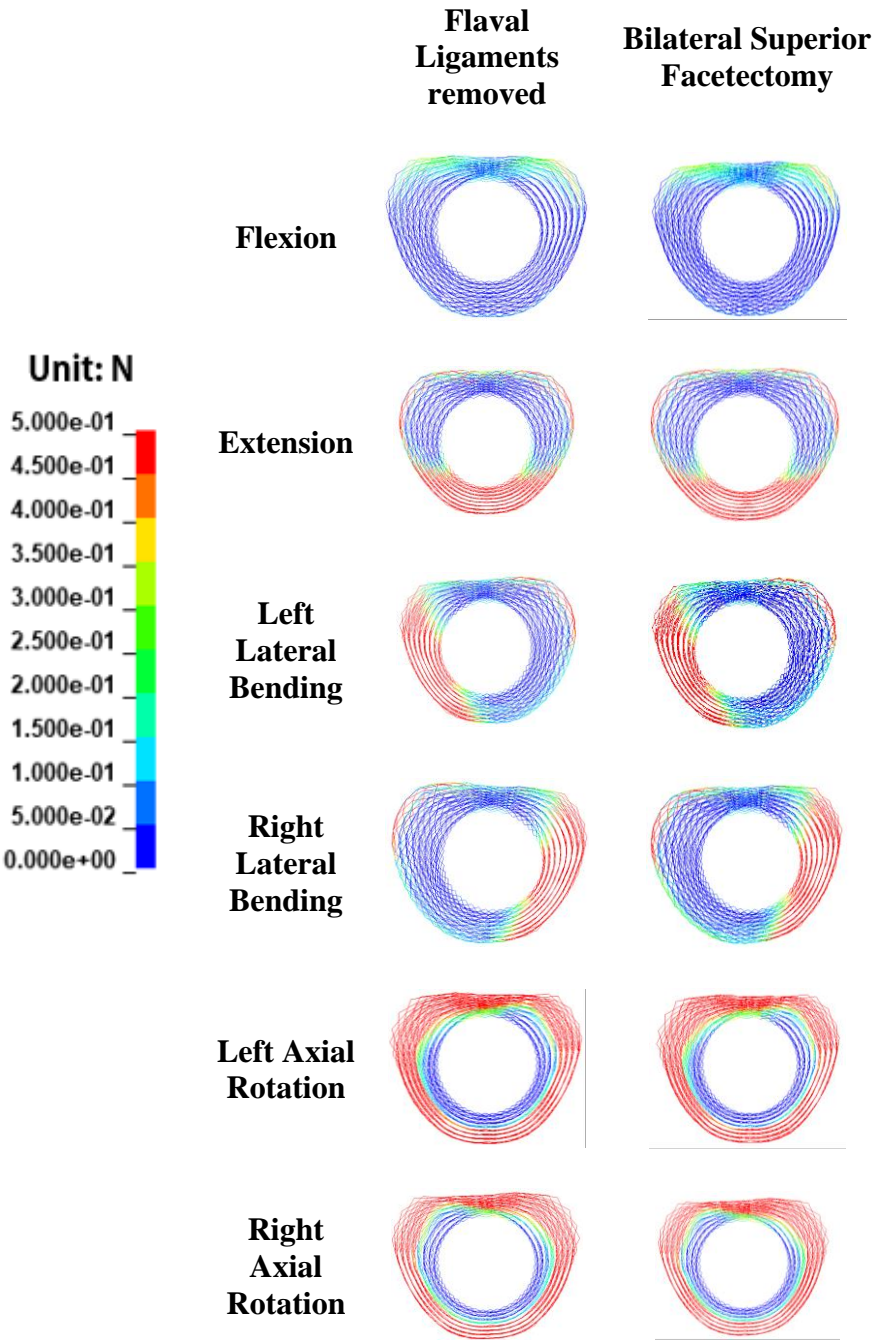 Flaval
Ligaments
removed
Bilateral Superior
Facetectomy
Flexion
Unit: N
5.000e-01
4.500e-01
4.000e-01
3.500e-01
3.000e-01
2.500e-01
2.000e-01
1.500e-01
1.000e-01
5.000e-02
0.000e+00
Extension
Left
Lateral
Bending
Right
Lateral
Bending
Left Axial
Rotation
Right
Axial
Rotation